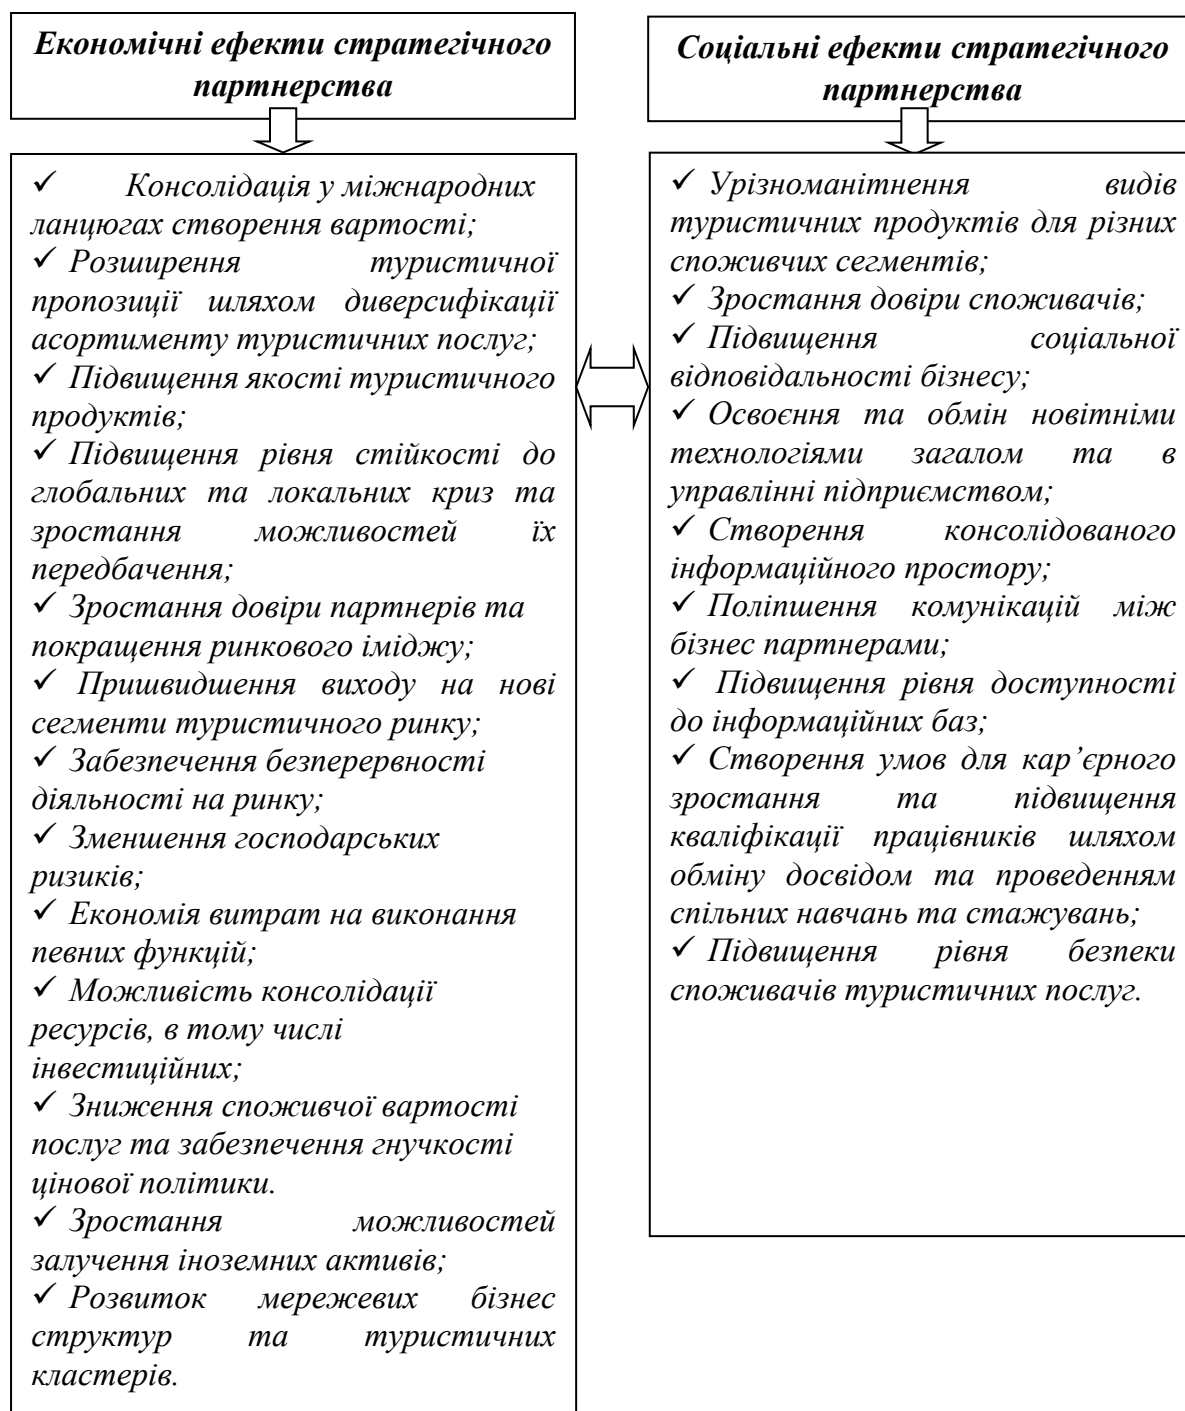 Економічні ефекти стратегічного
партнерства
✓ Консолідація у міжнародних
ланцюгах створення вартості;
✓ Розширення туристичної
пропозиції шляхом диверсифікації
асортименту туристичних послуг;
✓ Підвищення якості туристичного
продуктів;
✓ Підвищення рівня стійкості до
глобальних та локальних криз та
зростання можливостей їх
передбачення;
✓ Зростання довіри партнерів та
покращення ринкового іміджу;
✓ Пришвидшення виходу на нові
сегменти туристичного ринку;
✓ Забезпечення безперервності
діяльності на ринку;
✓ Зменшення господарських
ризиків;
✓ Економія витрат на виконання
певних функцій;
✓ Можливість консолідації
ресурсів, в тому числі
інвестиційних;
✓ Зниження споживчої вартості
послуг та забезпечення гнучкості
цінової політики.
✓ Зростання можливостей
залучення іноземних активів;
✓ Розвиток мережевих бізнес
структур та туристичних
кластерів.
Соціальні ефекти стратегічного
партнерства
✓ Урізноманітнення видів
туристичних продуктів для різних
споживчих сегментів;
✓ Зростання довіри споживачів;
✓ Підвищення соціальної
відповідальності бізнесу;
✓ Освоєння та обмін новітніми
технологіями загалом та в
управлінні підприємством;
✓ Створення консолідованого
інформаційного простору;
✓ Поліпшення комунікацій між
бізнес партнерами;
✓ Підвищення рівня доступності
до інформаційних баз;
✓ Створення умов для кар’єрного
зростання та підвищення
кваліфікації працівників шляхом
обміну досвідом та проведенням
спільних навчань та стажувань;
✓ Підвищення рівня безпеки
споживачів туристичних послуг.